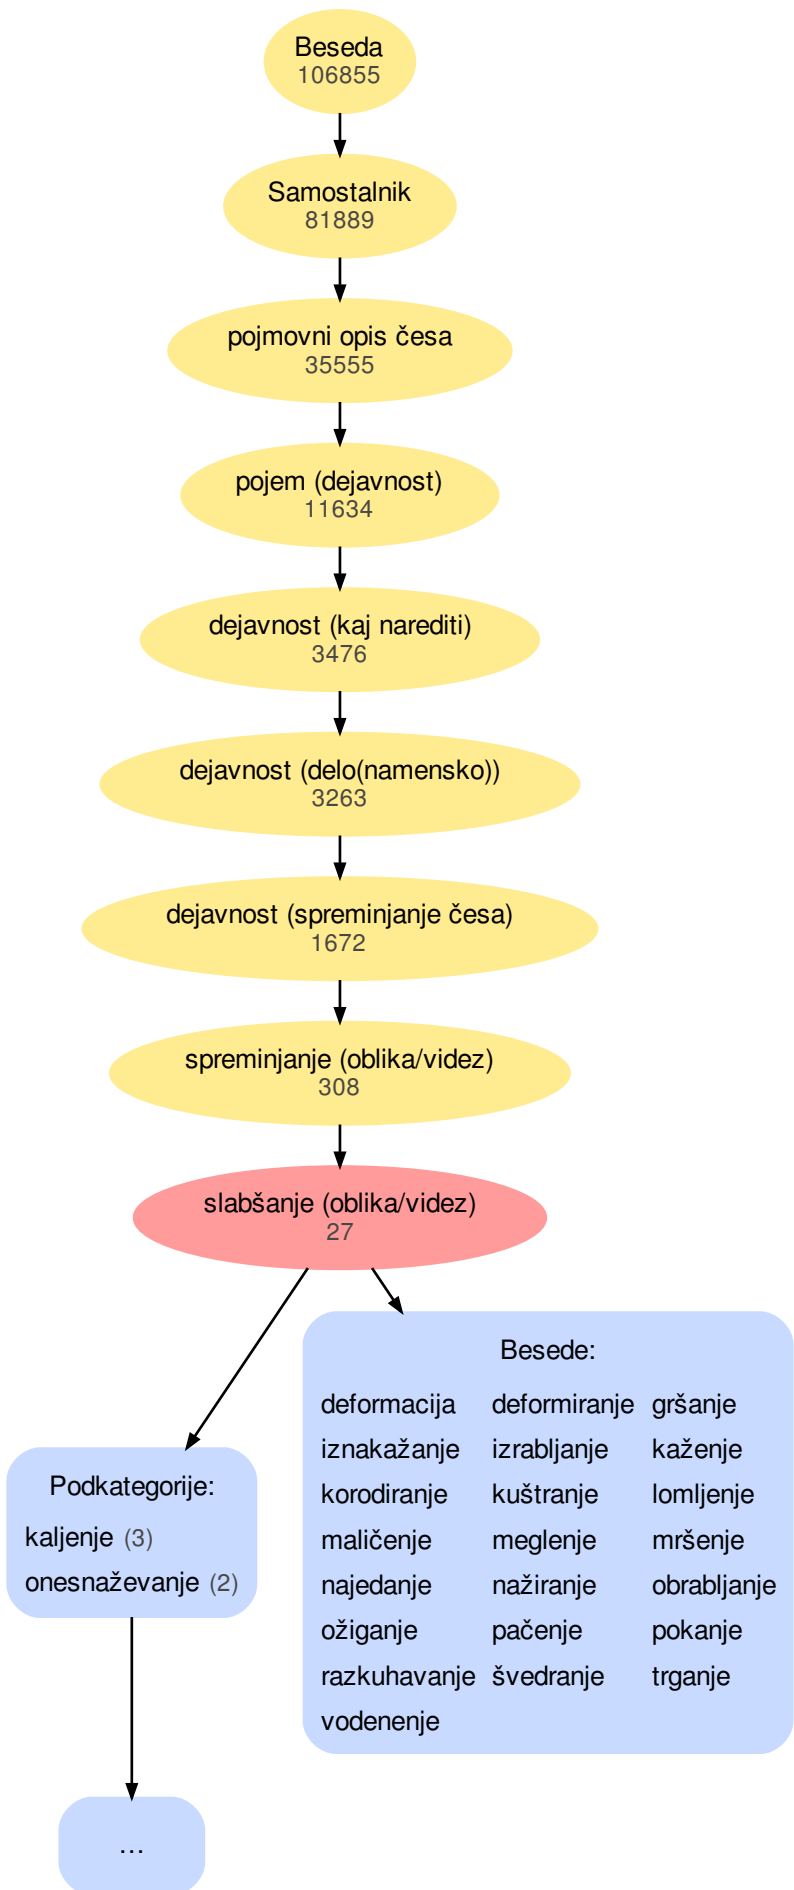 Beseda
106855
Samostalnik
81889
pojmovni opis česa
35555
pojem (dejavnost)
11634
dejavnost (kaj narediti)
3476
dejavnost (delo(namensko))
3263
dejavnost (spreminjanje česa)
1672
spreminjanje (oblika/videz)
308
slabšanje (oblika/videz)
27
Podkategorije:
kaljenje (3)
onesnaževanje (2)
...
Besede:
deformacija deformiranje gršanje
iznakažanje izrabljanje kaženje
korodiranje kuštranje lomljenje
maličenje meglenje mršenje
najedanje nažiranje obrabljanje
ožiganje pačenje pokanje
razkuhavanje švedranje trganje
vodenenje